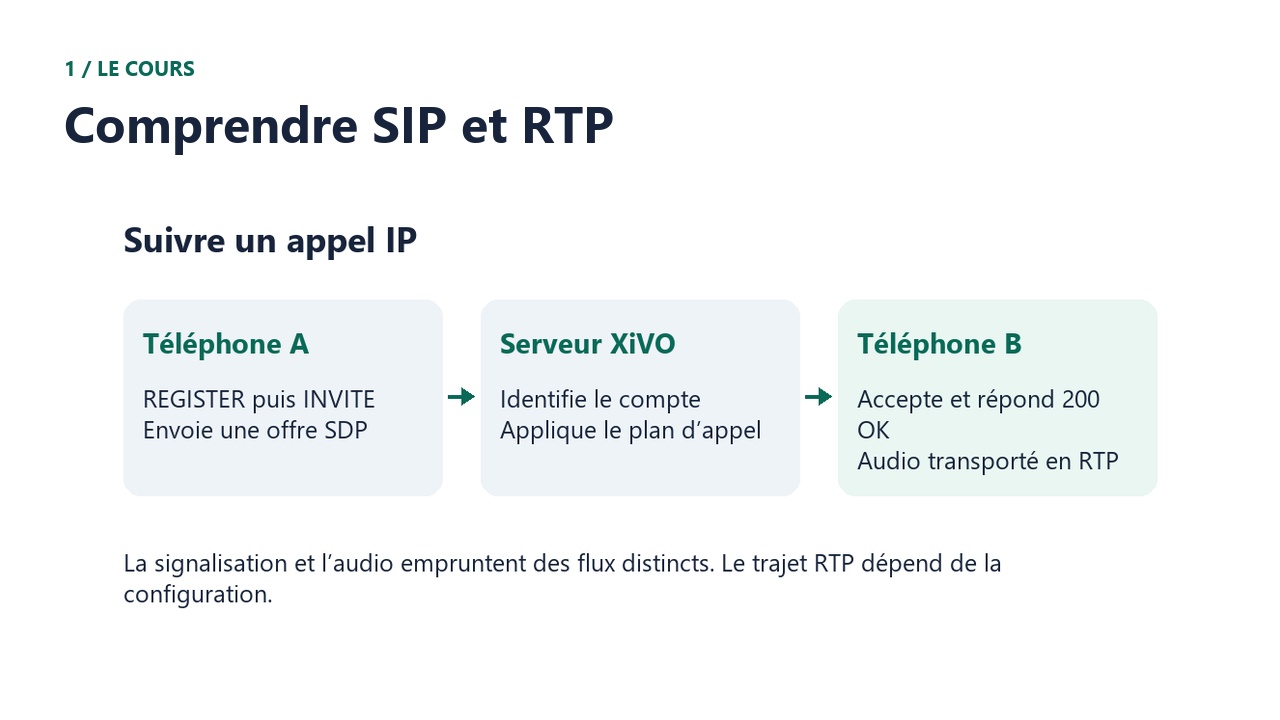 1 / LE COURS
Comprendre SIP et RTP
Suivre un appel IP
Téléphone A
REGISTER puis INVITE
Envoie une offre SDP
Serveur XiVO
Identifie le compte
Applique le plan d’appel
Téléphone B
Accepte et répond 200
OK
Audio transporté en RTP
La signalisation et l’audio empruntent des flux distincts. Le trajet RTP dépend de la
configuration.